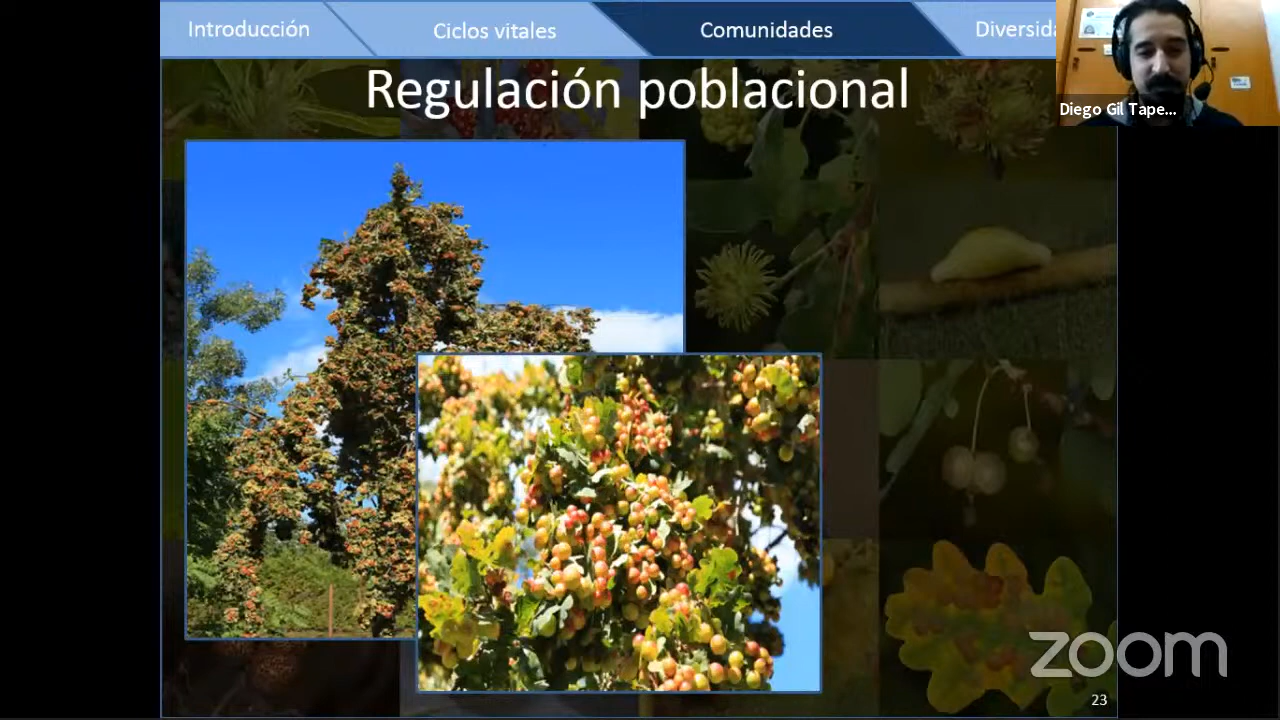 Introducción
Ciclos vitales
Comunidades
Diversida
Regulación poblacional
Diego Gil Tape...
zoom
23